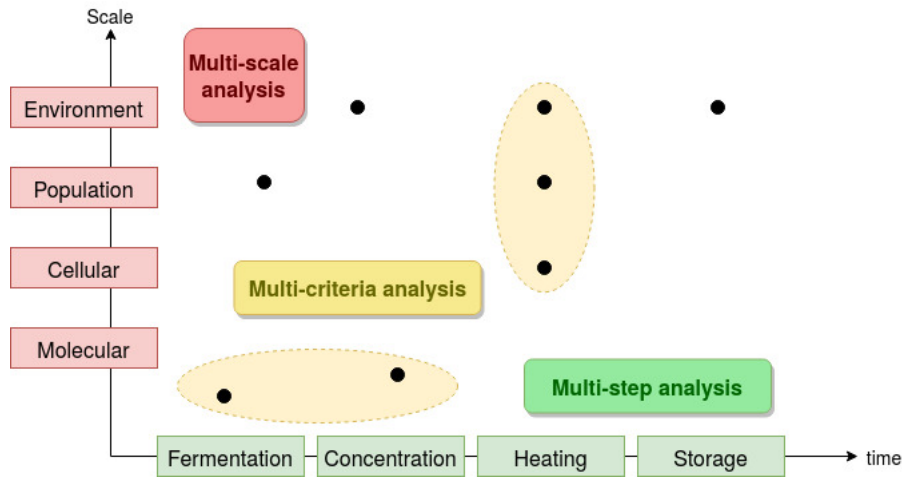 Scale
Multi-scale
analysis
Environment
Population
Cellular
Multi-criteria analysis
Molecular
Multi-step analysis
Fermentation
Concentration
Heating
Storage
time